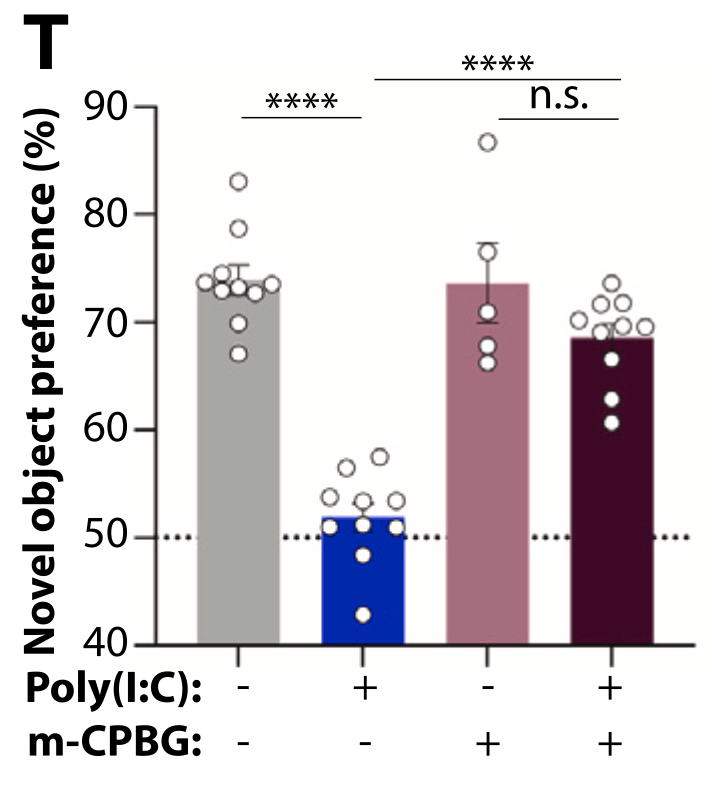 T
****
****
n.s.
Novel object preference (%)
90
80
70
60
50
40
Poly(I:C): - + - +
m-CPBG: - - + +